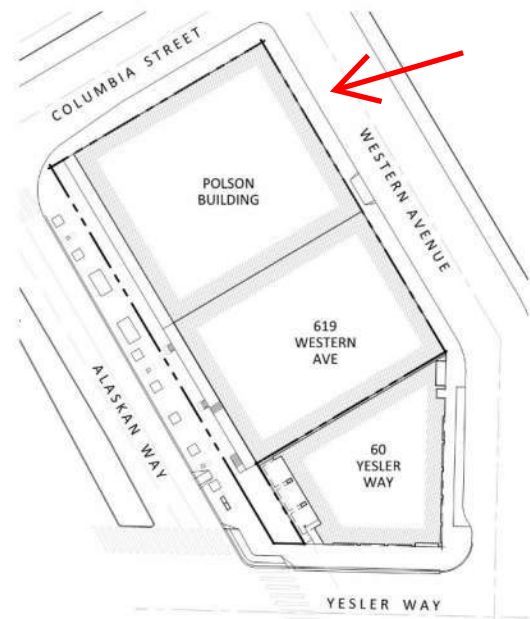 COLUMBIA STREET
WESTERN AVENUE
POLSON
BUILDING
619
WESTERN
AVE
ALASKAN WAY
60
YESLER
WAY
YESLER WAY